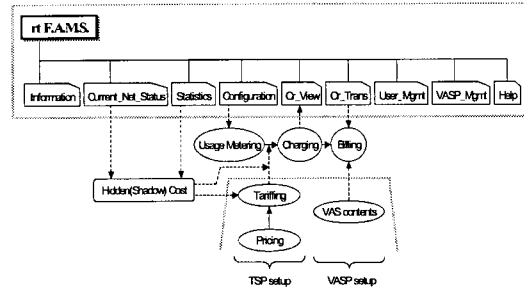 rt F.A.M.S.
Information Current_Net_Status Statistics Configuration Cr_View Cr_Trans User_Mgmt VASP_Mgmt Help
Usage Metering Charging Billing
Hidden(Shadow) Cost
Tariffing
VAS contents
Pricing
TSP setup VASP setup